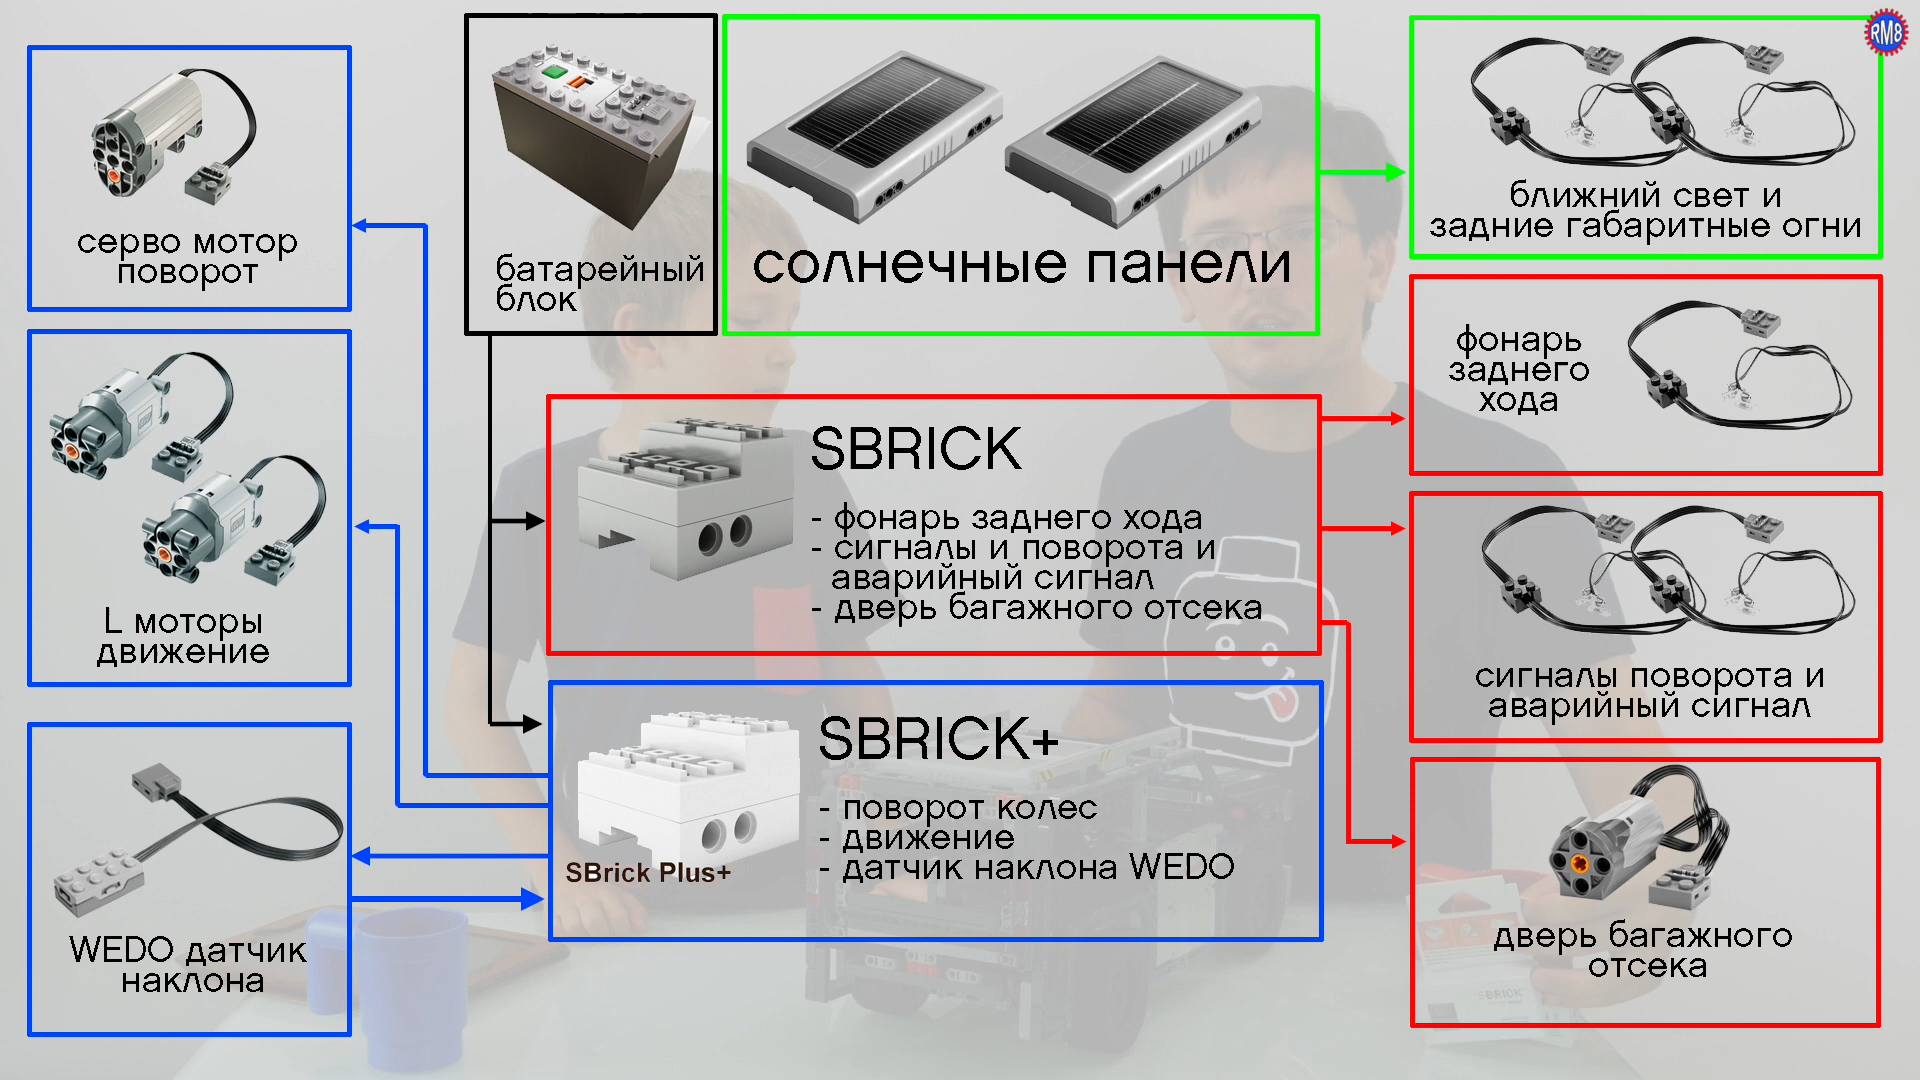 RM8
серво мотор
поворот
батарейный
блок
солнечные панели
ближний свет и
задние габаритные огни
фонарь
заднего
хода
SBRICK
- фонарь заднего хода
- сигналы и поворота и
аварийный сигнал
- дверь багажного отсека
L моторы
движение
сигналы поворота и
аварийный сигнал
SBRICK+
- поворот колес
- движение
- датчик наклона WEDO
SBrick Plus+
WEDO датчик
наклона
дверь багажного
отсека
SBRICK